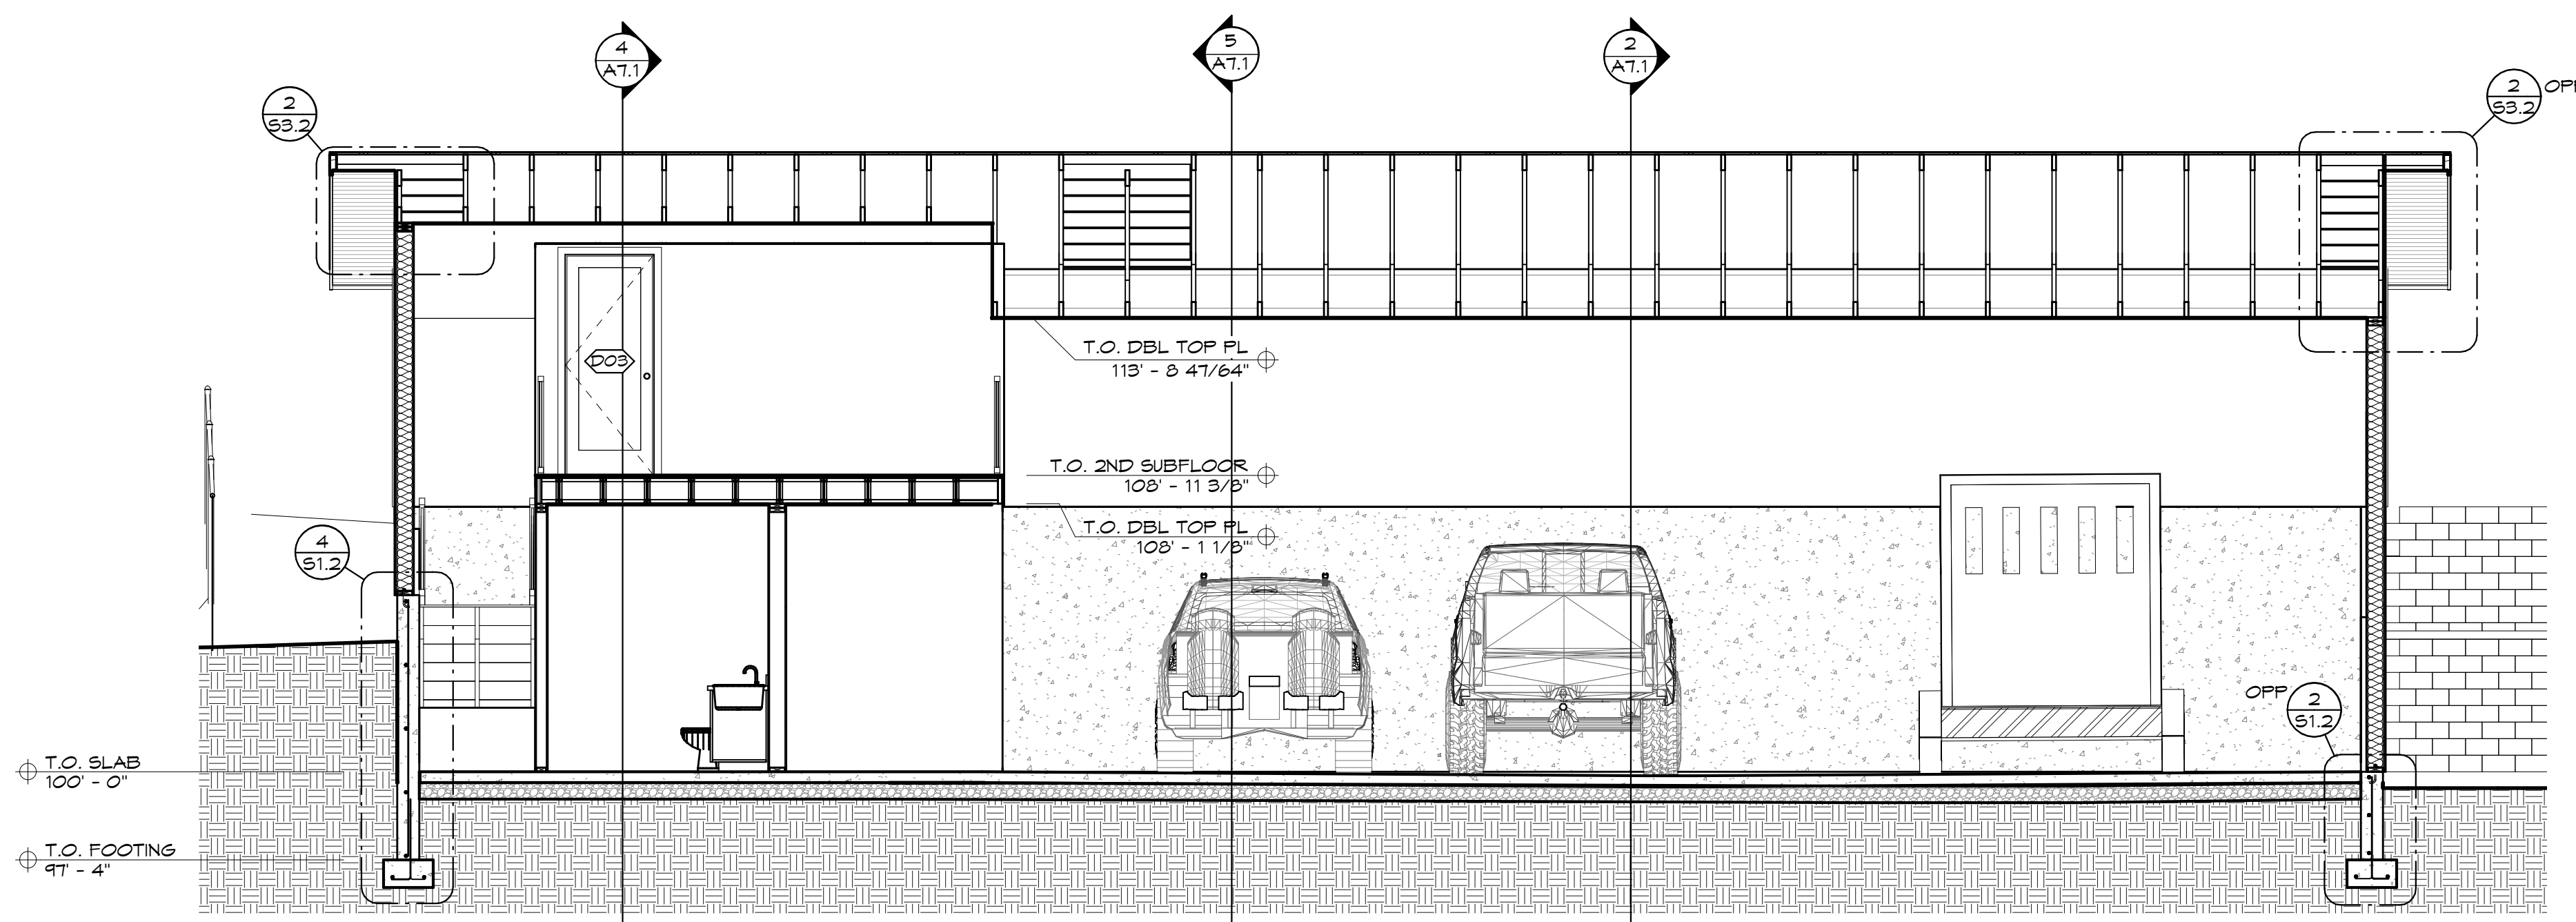 4
A7.1
5
A7.1
2
A7.1
2
S3.2
2
S3.2
D03
T.O. DBL TOP PL
113' - 8 47/64"
T.O. 2ND SUBFLOOR
108' - 11 3/8"
T.O. DBL TOP PL
108' - 1 1/8"
4
S1.2
OPP
2
S1.2
T.O. SLAB
100' - 0"
T.O. FOOTING
97' - 4"